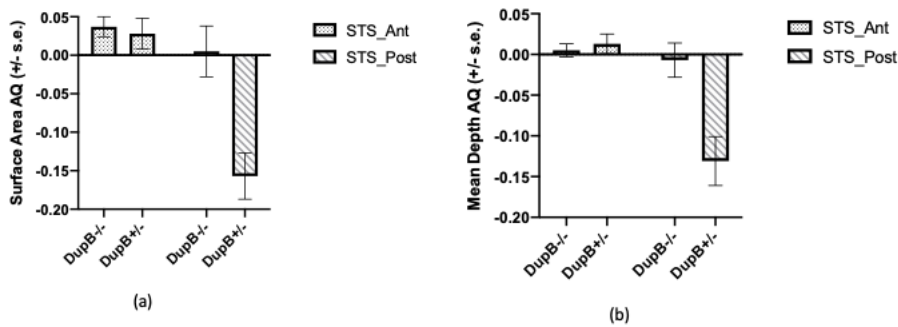 Surface Area AQ (+/- s.e.)
0.05
0.00
-0.05
-0.10
-0.15
-0.20
DupB-/-
DupB+/-
DupB-/-
DupB+/-
STS_Ant
STS_Post
(a)
Mean Depth AQ (+/- s.e.)
0.05
0.00
-0.05
-0.10
-0.15
-0.20
DupB-/-
DupB+/-
DupB-/-
DupB+/-
STS_Ant
STS_Post
(b)